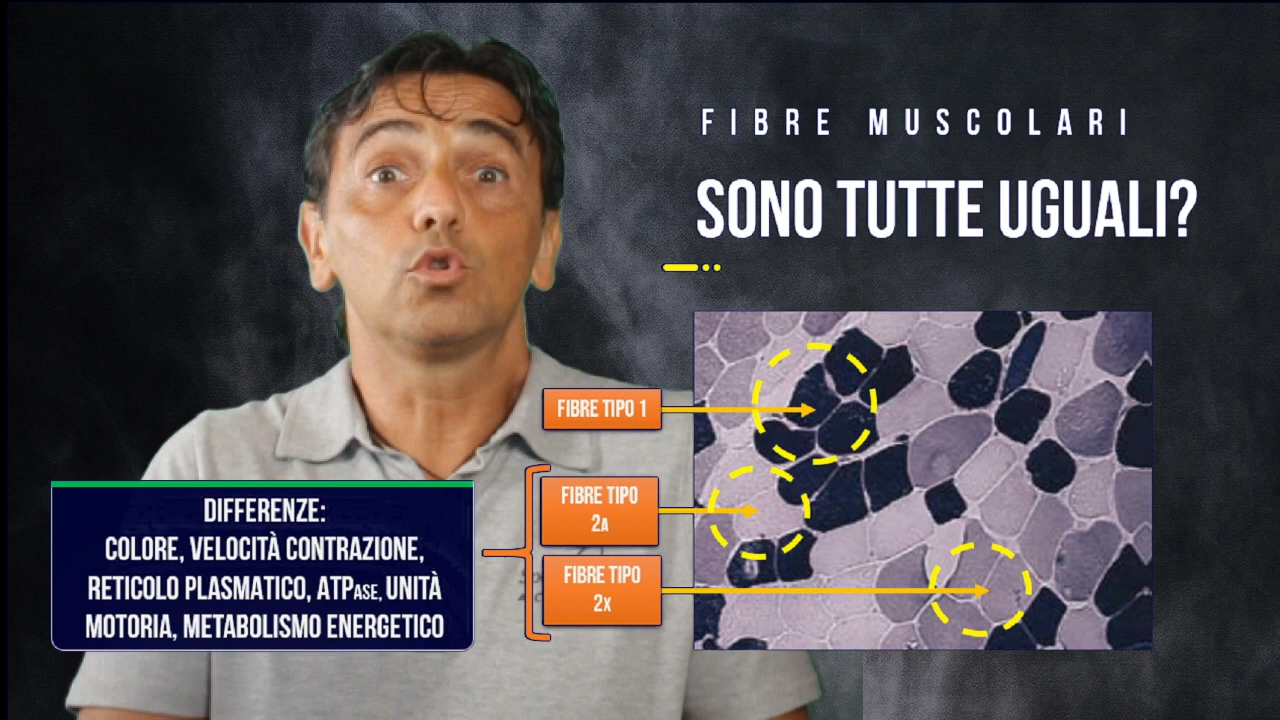 FIBRE MUSCOLARI
SONO TUTTE UGUALI?
FIBRE TIPO 1
FIBRE TIPO
2A
FIBRE TIPO
2X
DIFFERENZE:
COLORE, VELOCITÀ CONTRAZIONE,
RETICOLO PLASMATICO, ATPASE, UNITÀ
MOTORIA, METABOLISMO ENERGETICO